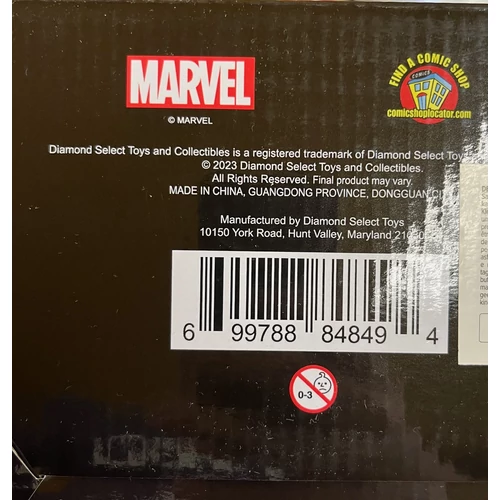 MARVEL
© MARVEL
FIND A COMIC SHOP
COMICS
comicshoplocator.com
Diamond Select Toys and Collectibles is a registered trademark of Diamond Select Toys
© 2023 Diamond Select Toys and Collectibles.
All Rights Reserved. Final product may vary.
MADE IN CHINA, GUANGDONG PROVINCE, DONGGUAN CITY
Manufactured by Diamond Select Toys
10150 York Road, Hunt Valley, Maryland
6 99788 84849 4
0-3